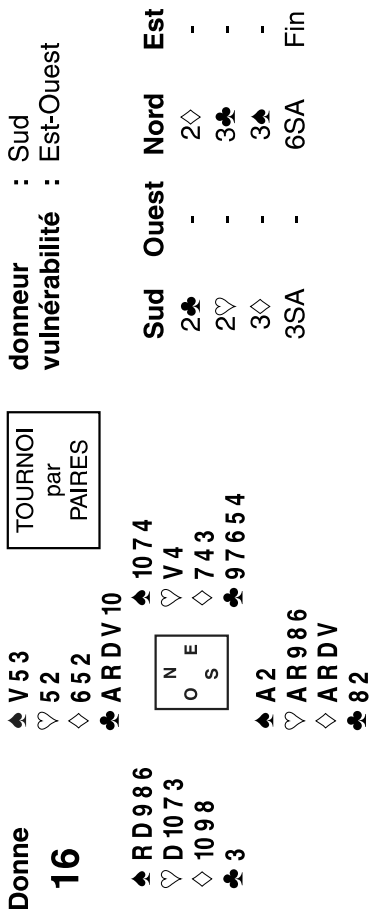 Donne
16
♠ V 5 3
♡ 5 2
♢ 6 5 2
♣ A R D V 10
TOURNOI
par
PAIRES
♠ R D 9 8 6
♡ D 10 7 3
♢ 10 9 8
♣ 3
N
O E
S
♠ 10 7 4
♡ V 4
♢ 7 4 3
♣ 9 7 6 5 4
♠ A 2
♡ A R 9 8 6
♢ A R D V
♣ 8 2
donneur : Sud
vulnérabilité : Est-Ouest
Sud Ouest Nord Est
2♣ - 2♢ -
2♡ - 3♣ -
3♢ - 3♠ -
3SA - 6SA Fin